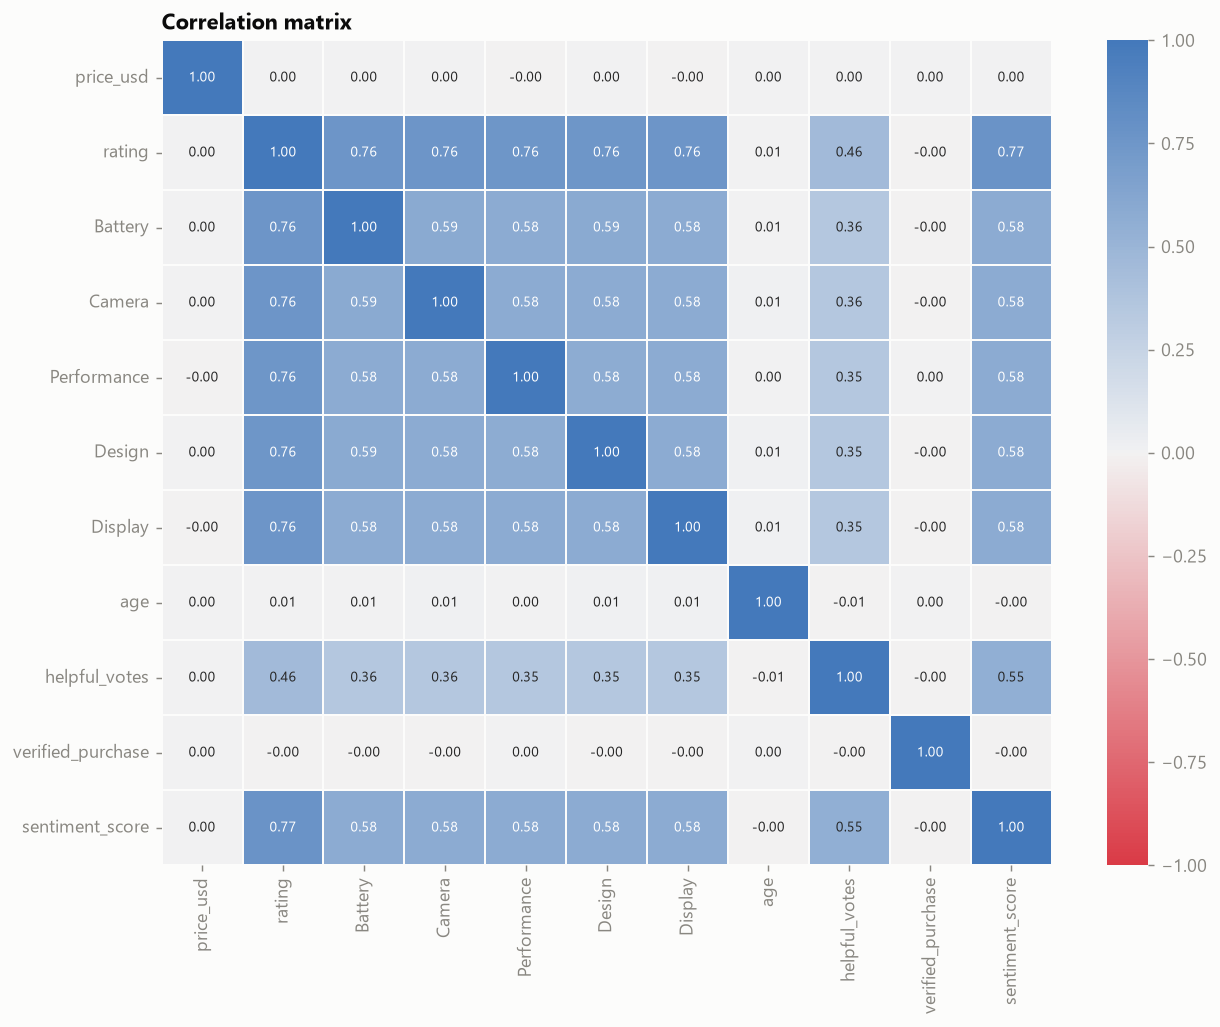 Correlation matrix
price_usd 1.00 0.00 0.00 0.00 -0.00 0.00 -0.00 0.00 0.00 0.00 0.00
rating 0.00 1.00 0.76 0.76 0.76 0.76 0.76 0.01 0.46 -0.00 0.77
Battery 0.00 0.76 1.00 0.59 0.58 0.59 0.58 0.01 0.36 -0.00 0.58
Camera 0.00 0.76 0.59 1.00 0.58 0.58 0.58 0.01 0.36 -0.00 0.58
Performance -0.00 0.76 0.58 0.58 1.00 0.58 0.58 0.00 0.35 0.00 0.58
Design 0.00 0.76 0.59 0.58 0.58 1.00 0.58 0.01 0.35 -0.00 0.58
Display -0.00 0.76 0.58 0.58 0.58 0.58 1.00 0.01 0.35 -0.00 0.58
age 0.00 0.01 0.01 0.01 0.00 0.01 0.01 1.00 -0.01 0.00 -0.00
helpful_votes 0.00 0.46 0.36 0.36 0.35 0.35 0.35 -0.01 1.00 -0.00 0.55
verified_purchase 0.00 -0.00 -0.00 -0.00 0.00 -0.00 -0.00 0.00 -0.00 1.00 -0.00
sentiment_score 0.00 0.77 0.58 0.58 0.58 0.58 0.58 -0.00 0.55 -0.00 1.00
price_usd
rating
Battery
Camera
Performance
Design
Display
age
helpful_votes
verified_purchase
sentiment_score
1.00
0.75
0.50
0.25
0.00
−0.25
−0.50
−0.75
−1.00